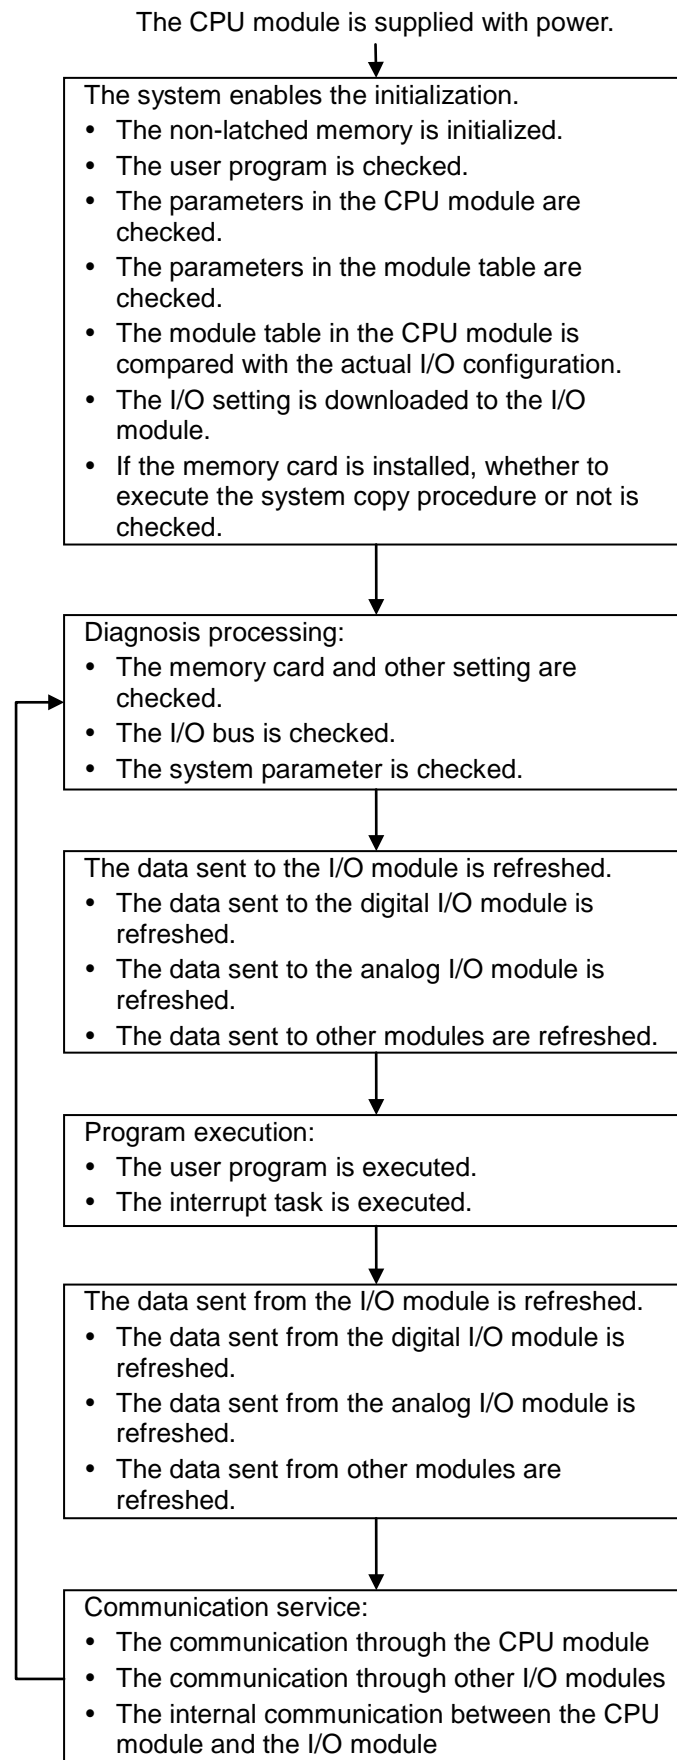 The CPU module is supplied with power.
The system enables the initialization.
• The non-latched memory is initialized.
• The user program is checked.
• The parameters in the CPU module are
checked.
• The parameters in the module table are
checked.
• The module table in the CPU module is
compared with the actual I/O configuration.
• The I/O setting is downloaded to the I/O
module.
• If the memory card is installed, whether to
execute the system copy procedure or not is
checked.
Diagnosis processing:
• The memory card and other setting are
checked.
• The I/O bus is checked.
• The system parameter is checked.
The data sent to the I/O module is refreshed.
• The data sent to the digital I/O module is
refreshed.
• The data sent to the analog I/O module is
refreshed.
• The data sent to other modules are refreshed.
Program execution:
• The user program is executed.
• The interrupt task is executed.
The data sent from the I/O module is refreshed.
• The data sent from the digital I/O module is
refreshed.
• The data sent from the analog I/O module is
refreshed.
• The data sent from other modules are
refreshed.
Communication service:
• The communication through the CPU module
• The communication through other I/O modules
• The internal communication between the CPU
module and the I/O module